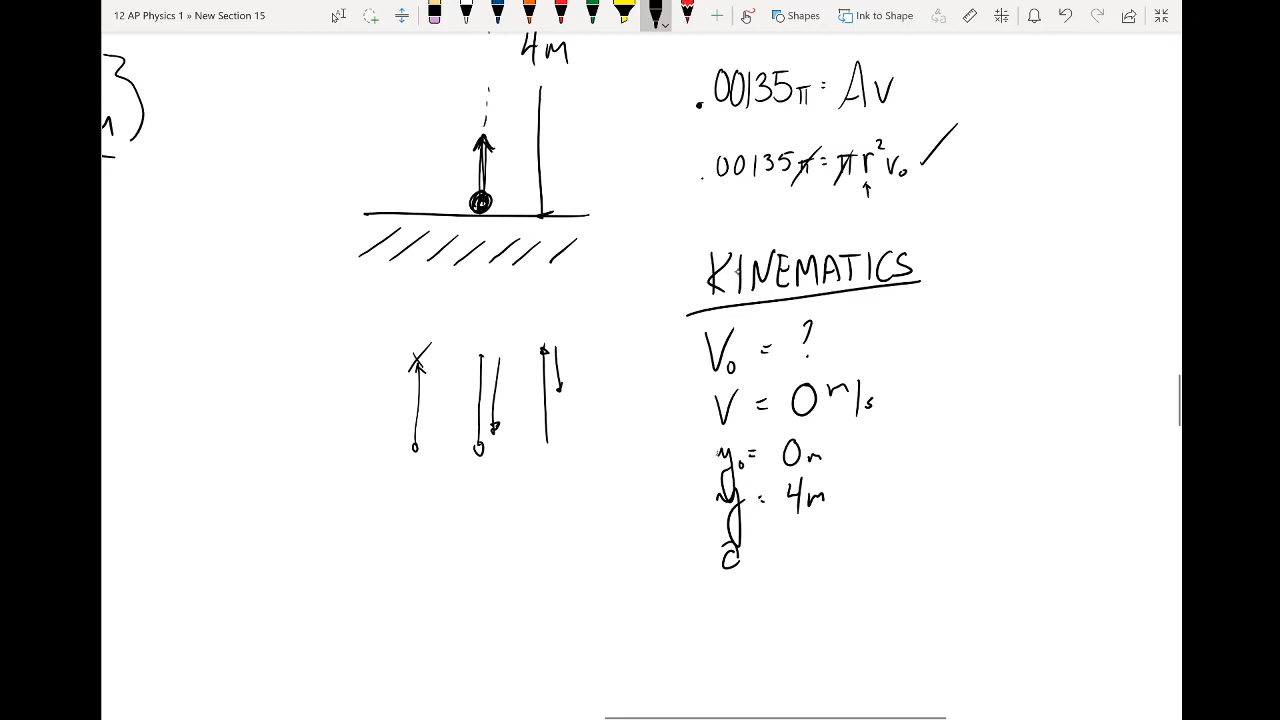 12 AP Physics 1 » New Section 15
Shapes
Ink to Shape
4m
.00135π = Av
.00135π = πr²v₀ ✓
KINEMATICS
V₀ = ?
V = 0 m/s
y₀ = 0m
y = 4m
a